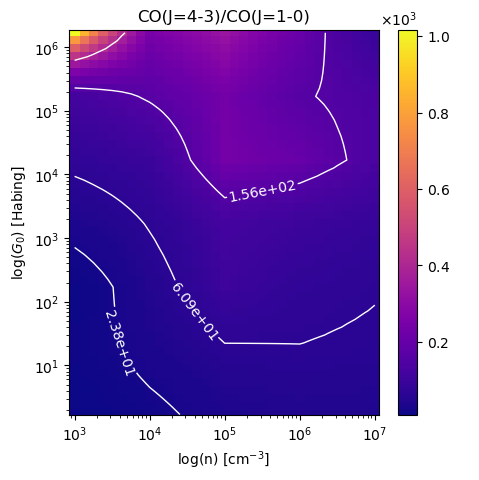 CO(J=4-3)/CO(J=1-0)
×10³
10⁶
10⁵
10⁴
10³
10²
10¹
log(G₀) [Habing]
1.56e+02
6.09e+01
2.38e+01
1.0
0.8
0.6
0.4
0.2
10³ 10⁴ 10⁵ 10⁶ 10⁷
log(n) [cm⁻³]